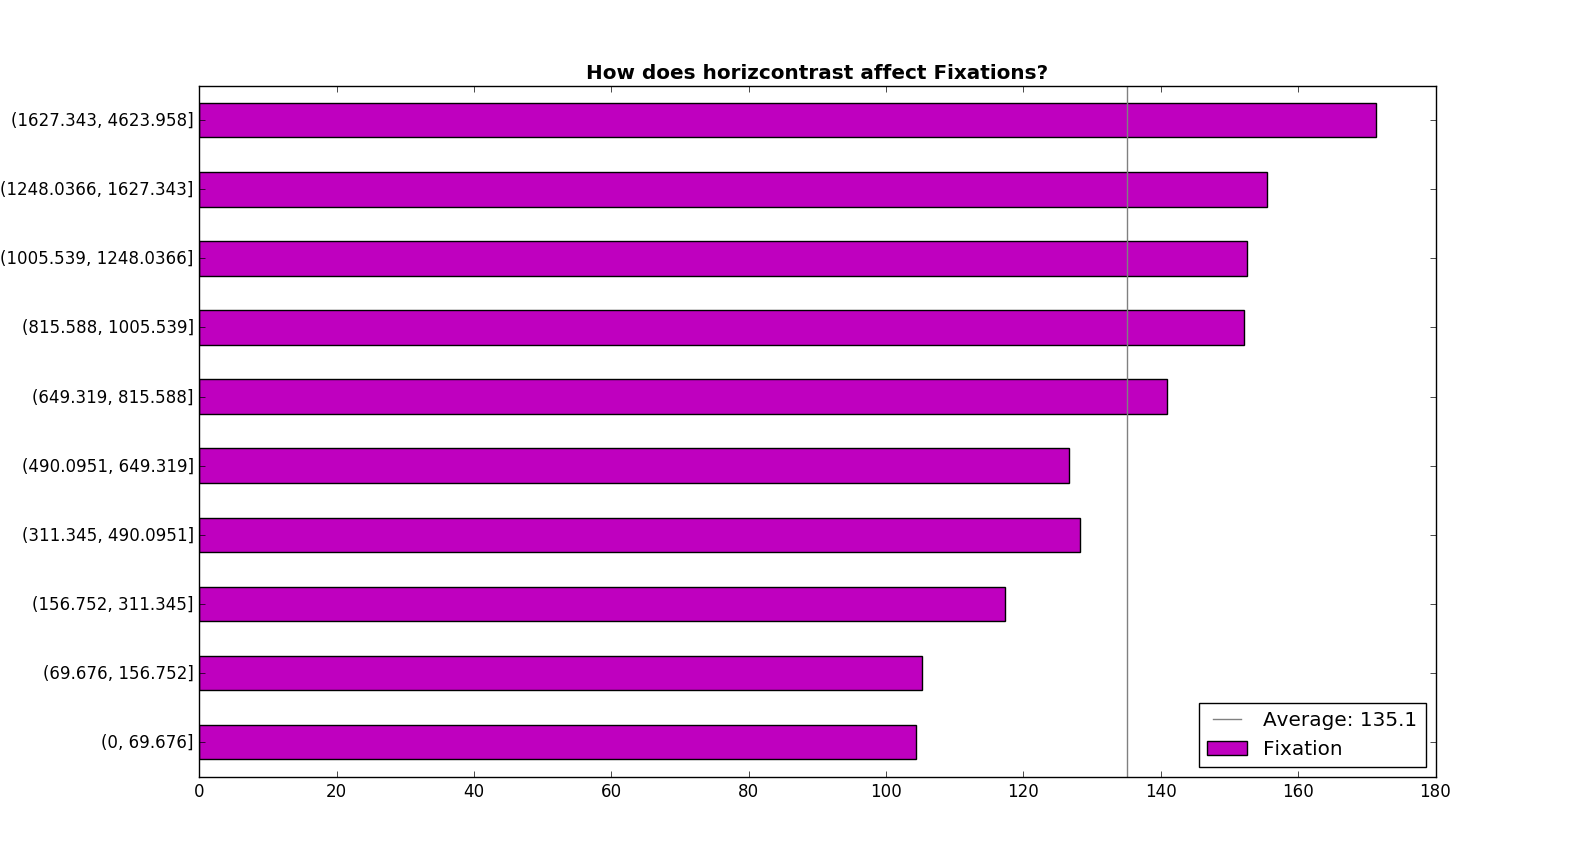 How does horizcontrast affect Fixations?
(1627.343, 4623.958]
(1248.0366, 1627.343]
(1005.539, 1248.0366]
(815.588, 1005.539]
(649.319, 815.588]
(490.0951, 649.319]
(311.345, 490.0951]
(156.752, 311.345]
(69.676, 156.752]
(0, 69.676]
Average: 135.1
Fixation
0 20 40 60 80 100 120 140 160 180